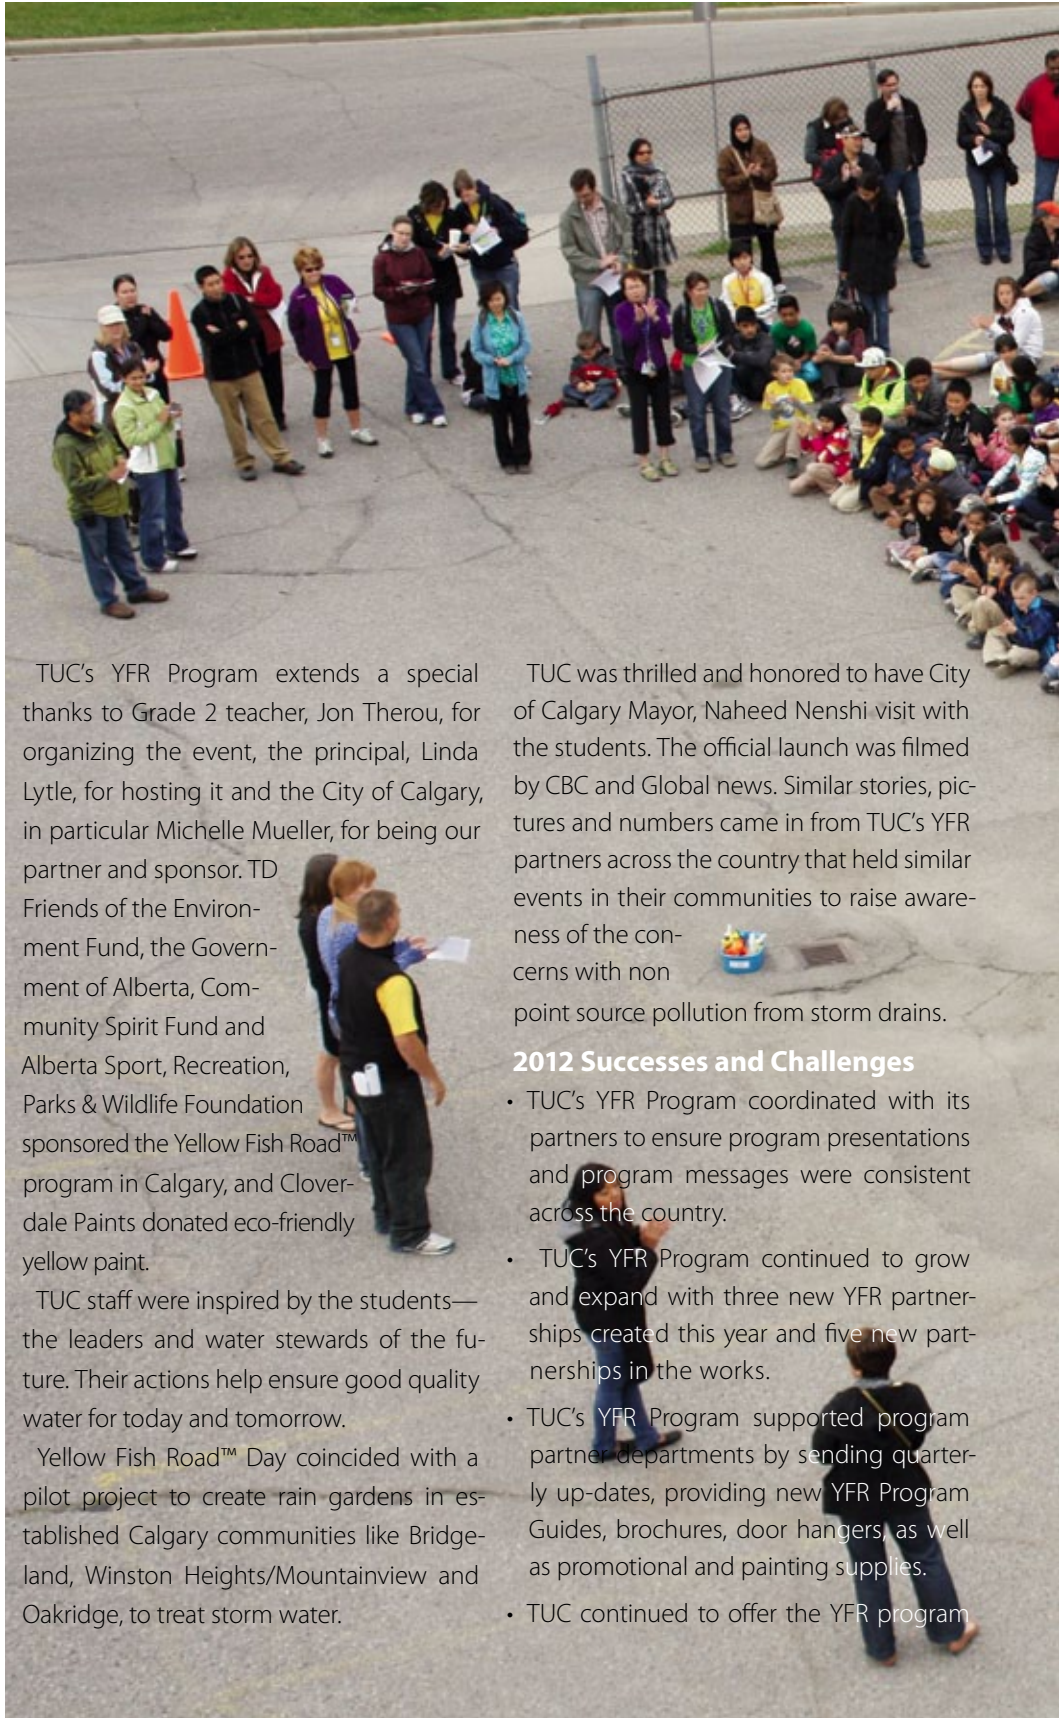 TUC's YFR Program extends a special
thanks to Grade 2 teacher, Jon Therou, for
organizing the event, the principal, Linda
Lytle, for hosting it and the City of Calgary,
in particular Michelle Mueller, for being our
partner and sponsor. TD
Friends of the Environ-
ment Fund, the Govern-
ment of Alberta, Com-
munity Spirit Fund and
Alberta Sport, Recreation,
Parks & Wildlife Foundation
sponsored the Yellow Fish Road™
program in Calgary, and Clover-
dale Paints donated eco-friendly
yellow paint.
TUC staff were inspired by the students—
the leaders and water stewards of the fu-
ture. Their actions help ensure good quality
water for today and tomorrow.
Yellow Fish Road™ Day coincided with a
pilot project to create rain gardens in es-
tablished Calgary communities like Bridge-
land, Winston Heights/Mountainview and
Oakridge, to treat storm water.
TUC was thrilled and honored to have City
of Calgary Mayor, Naheed Nenshi visit with
the students. The official launch was filmed
by CBC and Global news. Similar stories, pic-
tures and numbers came in from TUC's YFR
partners across the country that held similar
events in their communities to raise aware-
ness of the con-
cerns with non
point source pollution from storm drains.
2012 Successes and Challenges
• TUC's YFR Program coordinated with its
partners to ensure program presentations
and program messages were consistent
across the country.
• TUC's YFR Program continued to grow
and expand with three new YFR partner-
ships created this year and five new part-
nerships in the works.
• TUC's YFR Program supported program
partner departments by sending quarter-
ly up-dates, providing new YFR Program
Guides, brochures, door hangers, as well
as promotional and painting supplies.
• TUC continued to offer the YFR program